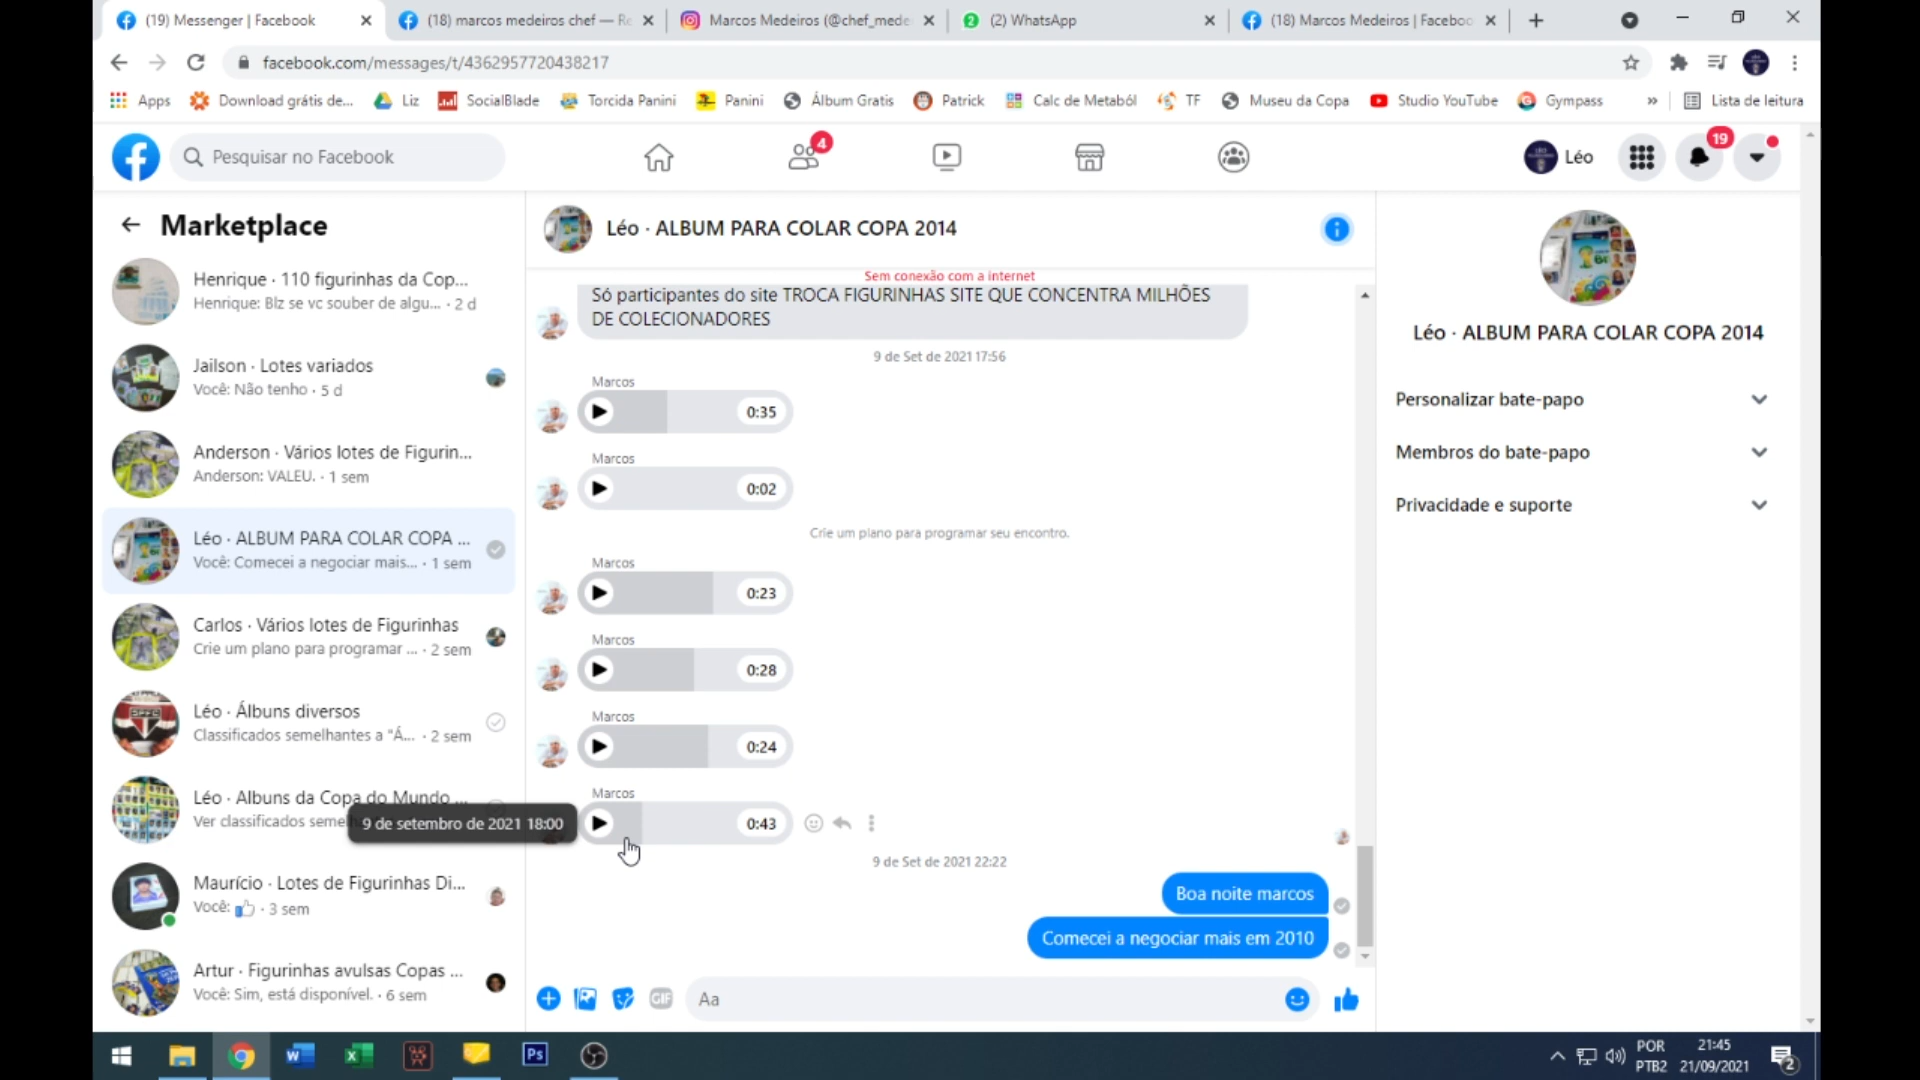 (19) Messenger | Facebook
(18) marcos medeiros chef — Re
Marcos Medeiros (@chef_mede
(2) WhatsApp
(18) Marcos Medeiros | Faceboo
facebook.com/messages/t/4362957720438217
Apps
Download grátis de...
Liz
SocialBlade
Torcida Panini
Panini
Álbum Gratis
Patrick
Calc de Metaból
TF
Museu da Copa
Studio YouTube
Gympass
»
Lista de leitura
Pesquisar no Facebook
4
Léo
19
Marketplace
Henrique · 110 figurinhas da Cop...
Henrique: Blz se vc souber de algu... · 2 d
Jailson · Lotes variados
Você: Não tenho · 5 d
Anderson · Vários lotes de Figurin...
Anderson: VALEU. · 1 sem
Léo · ALBUM PARA COLAR COPA ...
Você: Comecei a negociar mais... · 1 sem
Carlos · Vários lotes de Figurinhas
Crie um plano para programar ... · 2 sem
Léo · Álbuns diversos
Classificados semelhantes a "Á... · 2 sem
Léo · Albuns da Copa do Mundo ...
Ver classificados seme
9 de setembro de 2021 18:00
Maurício · Lotes de Figurinhas Di...
Você: 👍 · 3 sem
Artur · Figurinhas avulsas Copas ...
Você: Sim, está disponível. · 6 sem
Léo · ALBUM PARA COLAR COPA 2014
Sem conexão com a internet
Só participantes do site TROCA FIGURINHAS SITE QUE CONCENTRA MILHÕES
DE COLECIONADORES
9 de Set de 2021 17:56
Marcos
0:35
Marcos
0:02
Crie um plano para programar seu encontro.
Marcos
0:23
Marcos
0:28
Marcos
0:24
Marcos
0:43
9 de Set de 2021 22:22
Boa noite marcos
Comecei a negociar mais em 2010
GIF
Aa
Léo · ALBUM PARA COLAR COPA 2014
Personalizar bate-papo
Membros do bate-papo
Privacidade e suporte
Ps
POR
PTB2
21:45
21/09/2021
2